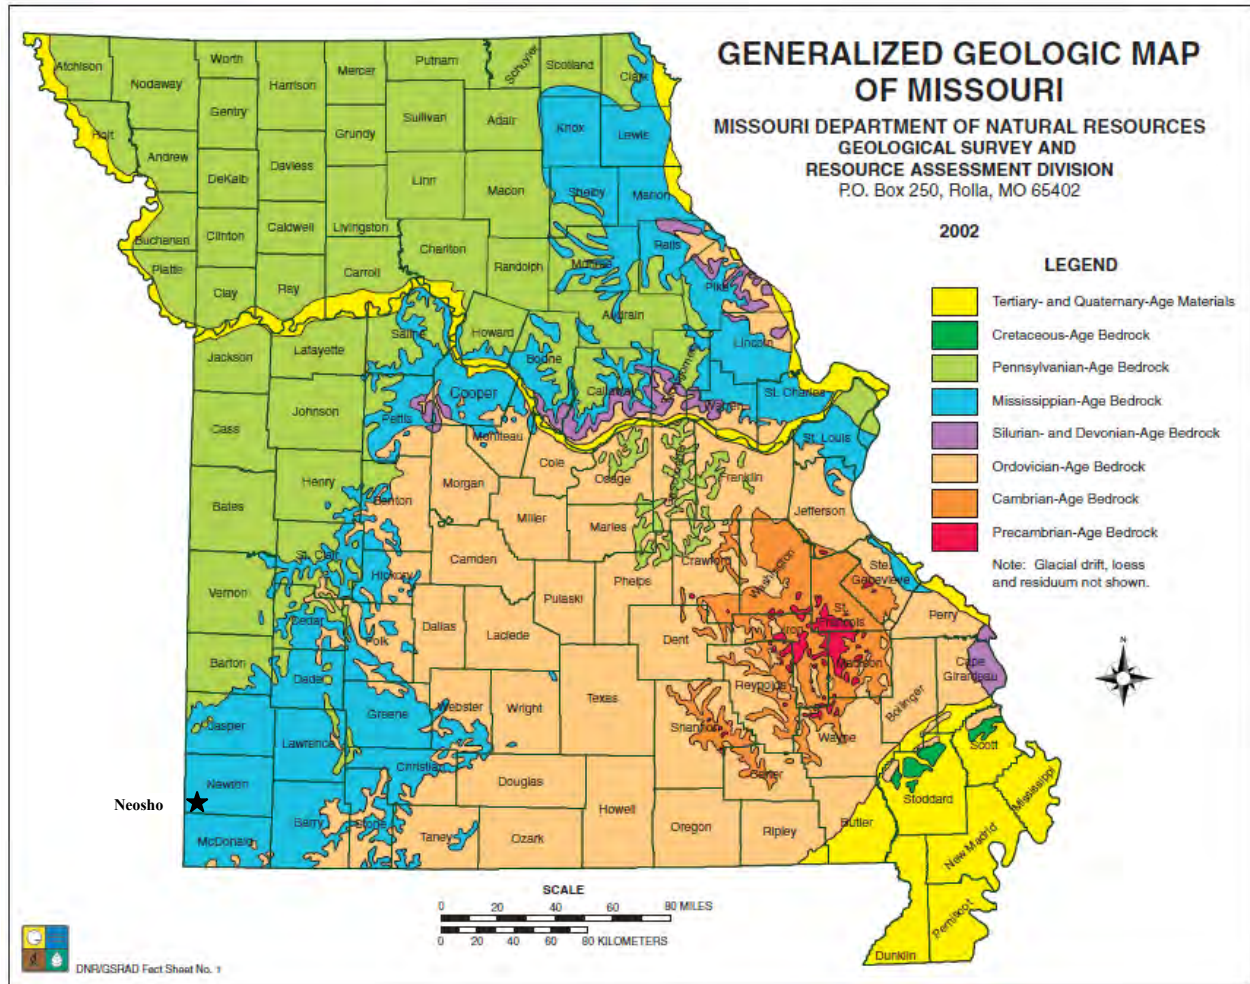 GENERALIZED GEOLOGIC MAP
OF MISSOURI
MISSOURI DEPARTMENT OF NATURAL RESOURCES
GEOLOGICAL SURVEY AND
RESOURCE ASSESSMENT DIVISION
P.O. Box 250, Rolla, MO 65402
2002
LEGEND
Tertiary- and Quaternary-Age Materials
Cretaceous-Age Bedrock
Pennsylvanian-Age Bedrock
Mississippian-Age Bedrock
Silurian- and Devonian-Age Bedrock
Ordovician-Age Bedrock
Cambrian-Age Bedrock
Precambrian-Age Bedrock
Note: Glacial drift, loess
and residuum not shown.
N
Atchison
Nodaway
Worth
Harrison
Mercer
Putnam
Schuyler
Scotland
Clark
Gentry
Sullivan
Adair
Knox
Lewis
Holt
Andrew
DeKalb
Daviess
Grundy
Linn
Macon
Shelby
Marion
Buchanan
Clinton
Caldwell
Livingston
Chariton
Randolph
Monroe
Ralls
Pike
Platte
Clay
Ray
Carroll
Saline
Howard
Boone
Audrain
Callaway
Montgomery
Lincoln
Warren
St. Charles
St. Louis
Jackson
Lafayette
Johnson
Pettis
Cooper
Moniteau
Cole
Osage
Gasconade
Franklin
Jefferson
Cass
Henry
Benton
Morgan
Miller
Maries
Bates
St. Clair
Hickory
Camden
Pulaski
Phelps
Crawford
Washington
Ste.
Genevieve
St.
Francois
Perry
Vernon
Cedar
Polk
Dallas
Laclede
Dent
Iron
Madison
Cape
Girardeau
Barton
Dade
Greene
Webster
Wright
Texas
Reynolds
Shannon
Wayne
Bollinger
Scott
Jasper
Lawrence
Christian
Douglas
Howell
Carter
Stoddard
Mississippi
Newton
Neosho
McDonald
Barry
Stone
Taney
Ozark
Oregon
Ripley
Butler
New Madrid
Pemiscot
Dunklin
SCALE
0 20 40 60 80 MILES
0 20 40 60 80 KILOMETERS
DNR/GSRAD Fact Sheet No. 1